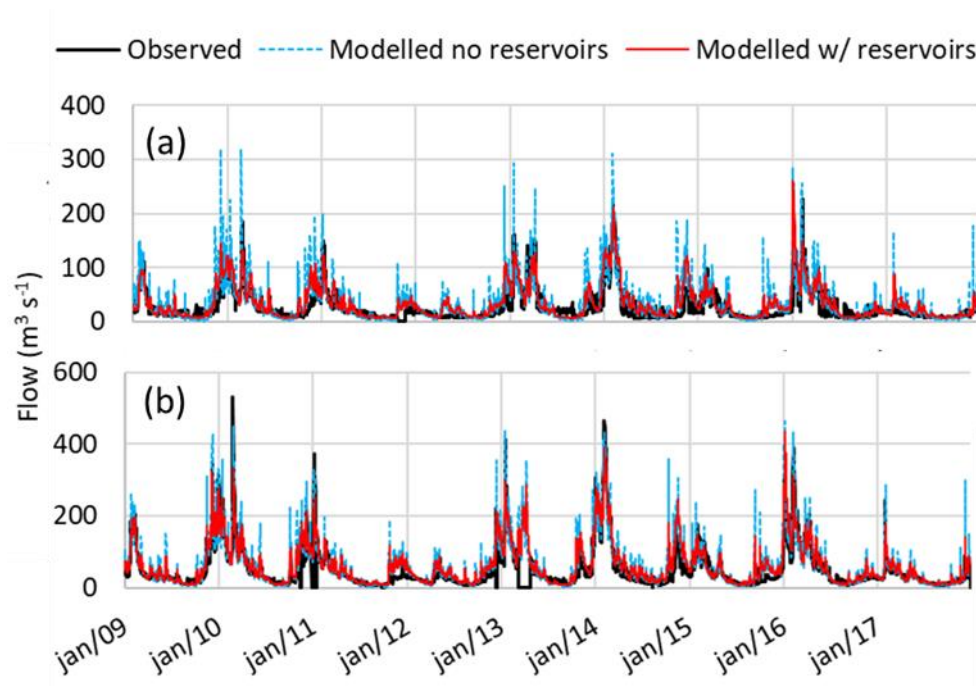 Observed Modelled no reservoirs Modelled w/ reservoirs
Flow (m³ s⁻¹)
400
300
200
100
0
(a)
600
400
200
0
(b)
jan/09 jan/10 jan/11 jan/12 jan/13 jan/14 jan/15 jan/16 jan/17